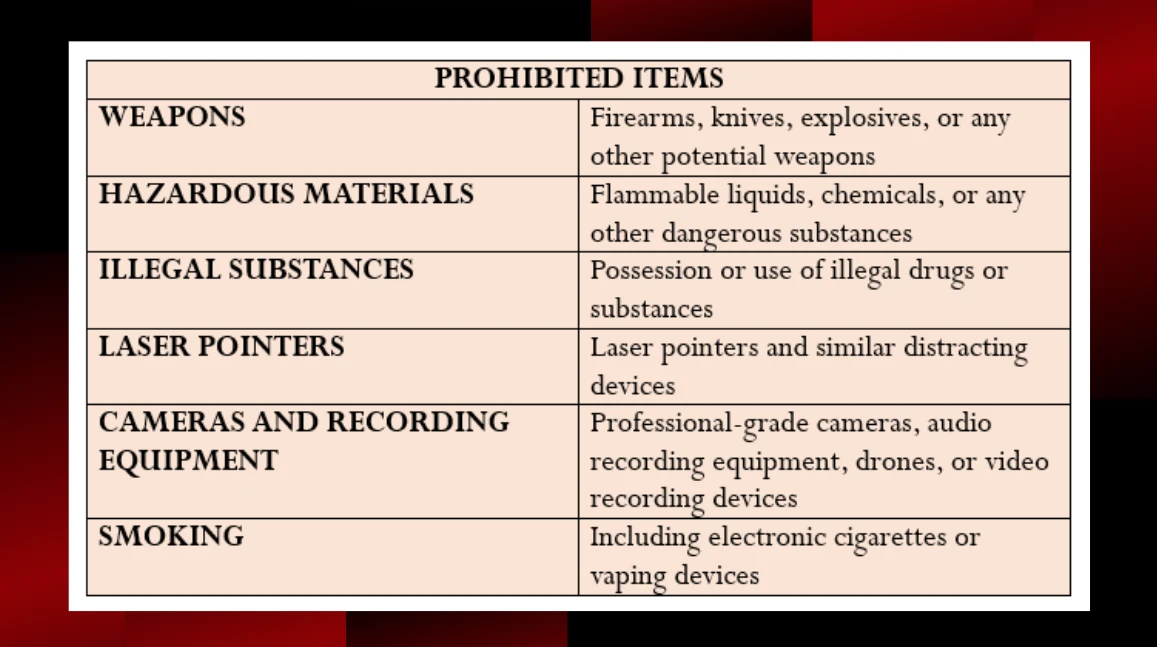 PROHIBITED ITEMS
WEAPONS
Firearms, knives, explosives, or any
other potential weapons
HAZARDOUS MATERIALS
Flammable liquids, chemicals, or any
other dangerous substances
ILLEGAL SUBSTANCES
Possession or use of illegal drugs or
substances
LASER POINTERS
Laser pointers and similar distracting
devices
CAMERAS AND RECORDING
EQUIPMENT
Professional-grade cameras, audio
recording equipment, drones, or video
recording devices
SMOKING
Including electronic cigarettes or
vaping devices